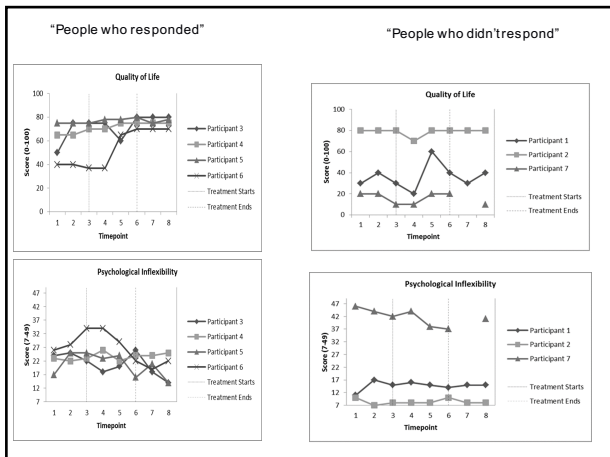 “People who responded”
“People who didn’t respond”
Quality of Life
Score (0-100)
100
80
60
40
20
0
1 2 3 4 5 6 7 8
Timepoint
Participant 3
Participant 4
Participant 5
Participant 6
Treatment Starts
Treatment Ends
Psychological Inflexibility
Score (7-49)
47
42
37
32
27
22
17
12
7
1 2 3 4 5 6 7 8
Timepoint
Participant 3
Participant 4
Participant 5
Participant 6
Treatment Starts
Treatment Ends
Quality of Life
Score (0-100)
100
80
60
40
20
0
1 2 3 4 5 6 7 8
Timepoint
Participant 1
Participant 2
Participant 7
Treatment Starts
Treatment Ends
Psychological Inflexibility
Score (7-49)
47
42
37
32
27
22
17
12
7
1 2 3 4 5 6 7 8
Timepoint
Participant 1
Participant 2
Participant 7
Treatment Starts
Treatment Ends